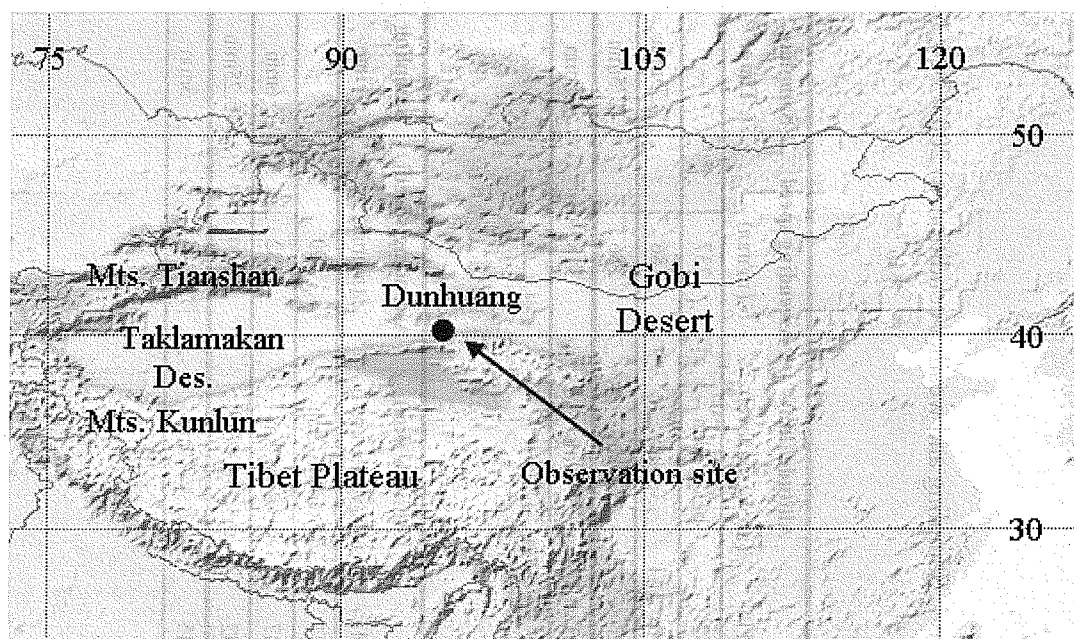 75 90 105 120
50
Mts. Tianshan
Gobi
Desert
Dunhuang
Taklamakan
Des.
40
Mts. Kunlun
Tibet Plateau
Observation site
30